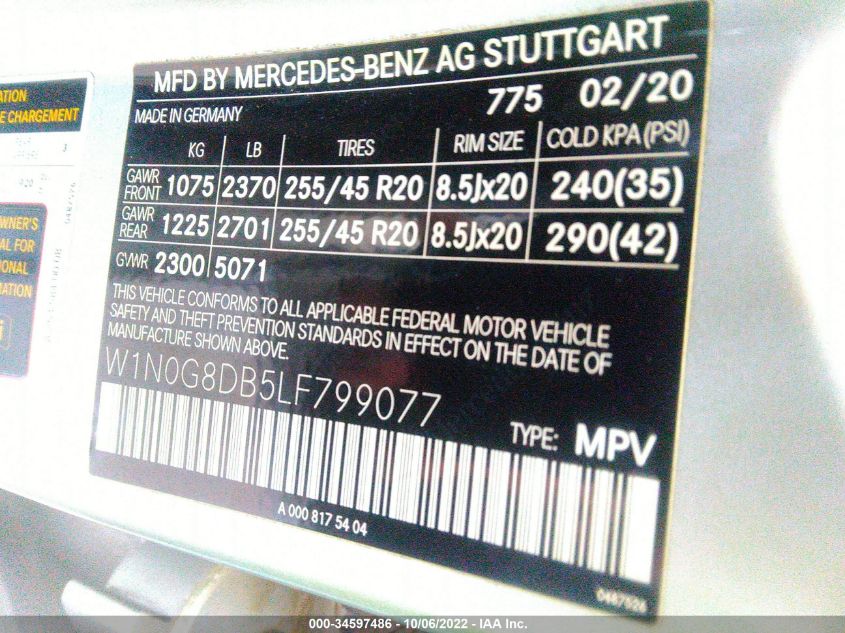 MFD BY MERCEDES-BENZ AG STUTTGART
MADE IN GERMANY 775 02/20
KG LB TIRES RIM SIZE COLD KPA (PSI)
GAWR FRONT 1075 2370 255/45 R20 8.5Jx20 240(35)
GAWR REAR 1225 2701 255/45 R20 8.5Jx20 290(42)
GVWR 2300 5071
THIS VEHICLE CONFORMS TO ALL APPLICABLE FEDERAL MOTOR VEHICLE
SAFETY AND THEFT PREVENTION STANDARDS IN EFFECT ON THE DATE OF
MANUFACTURE SHOWN ABOVE.
W1N0G8DB5LF799077
TYPE: MPV
A 000 817 54 04
0487526
ATION
E CHARGEMENT
WNER'S
AL FOR
IONAL
MATION
000-34597486 - 10/06/2022 - IAA Inc.